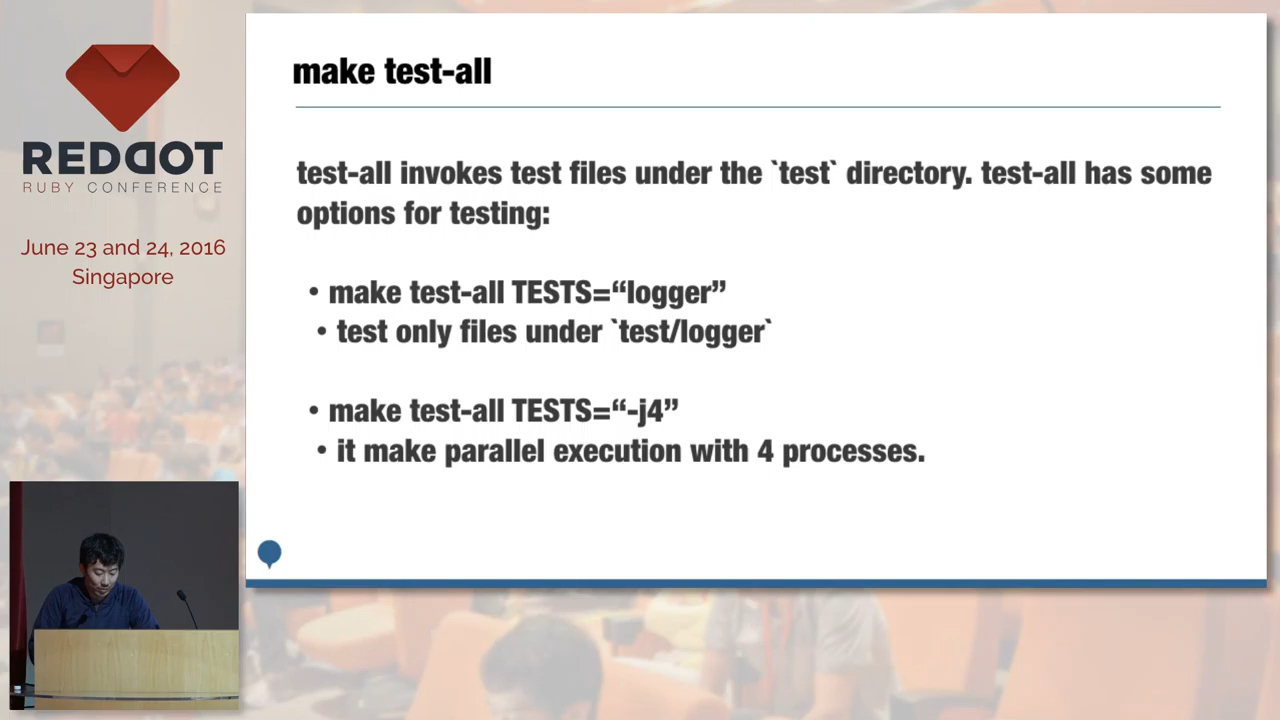 REDDOT
RUBY CONFERENCE
June 23 and 24, 2016
Singapore
make test-all
test-all invokes test files under the `test` directory. test-all has some
options for testing:
• make test-all TESTS=“logger”
• test only files under `test/logger`
• make test-all TESTS=“-j4”
• it make parallel execution with 4 processes.